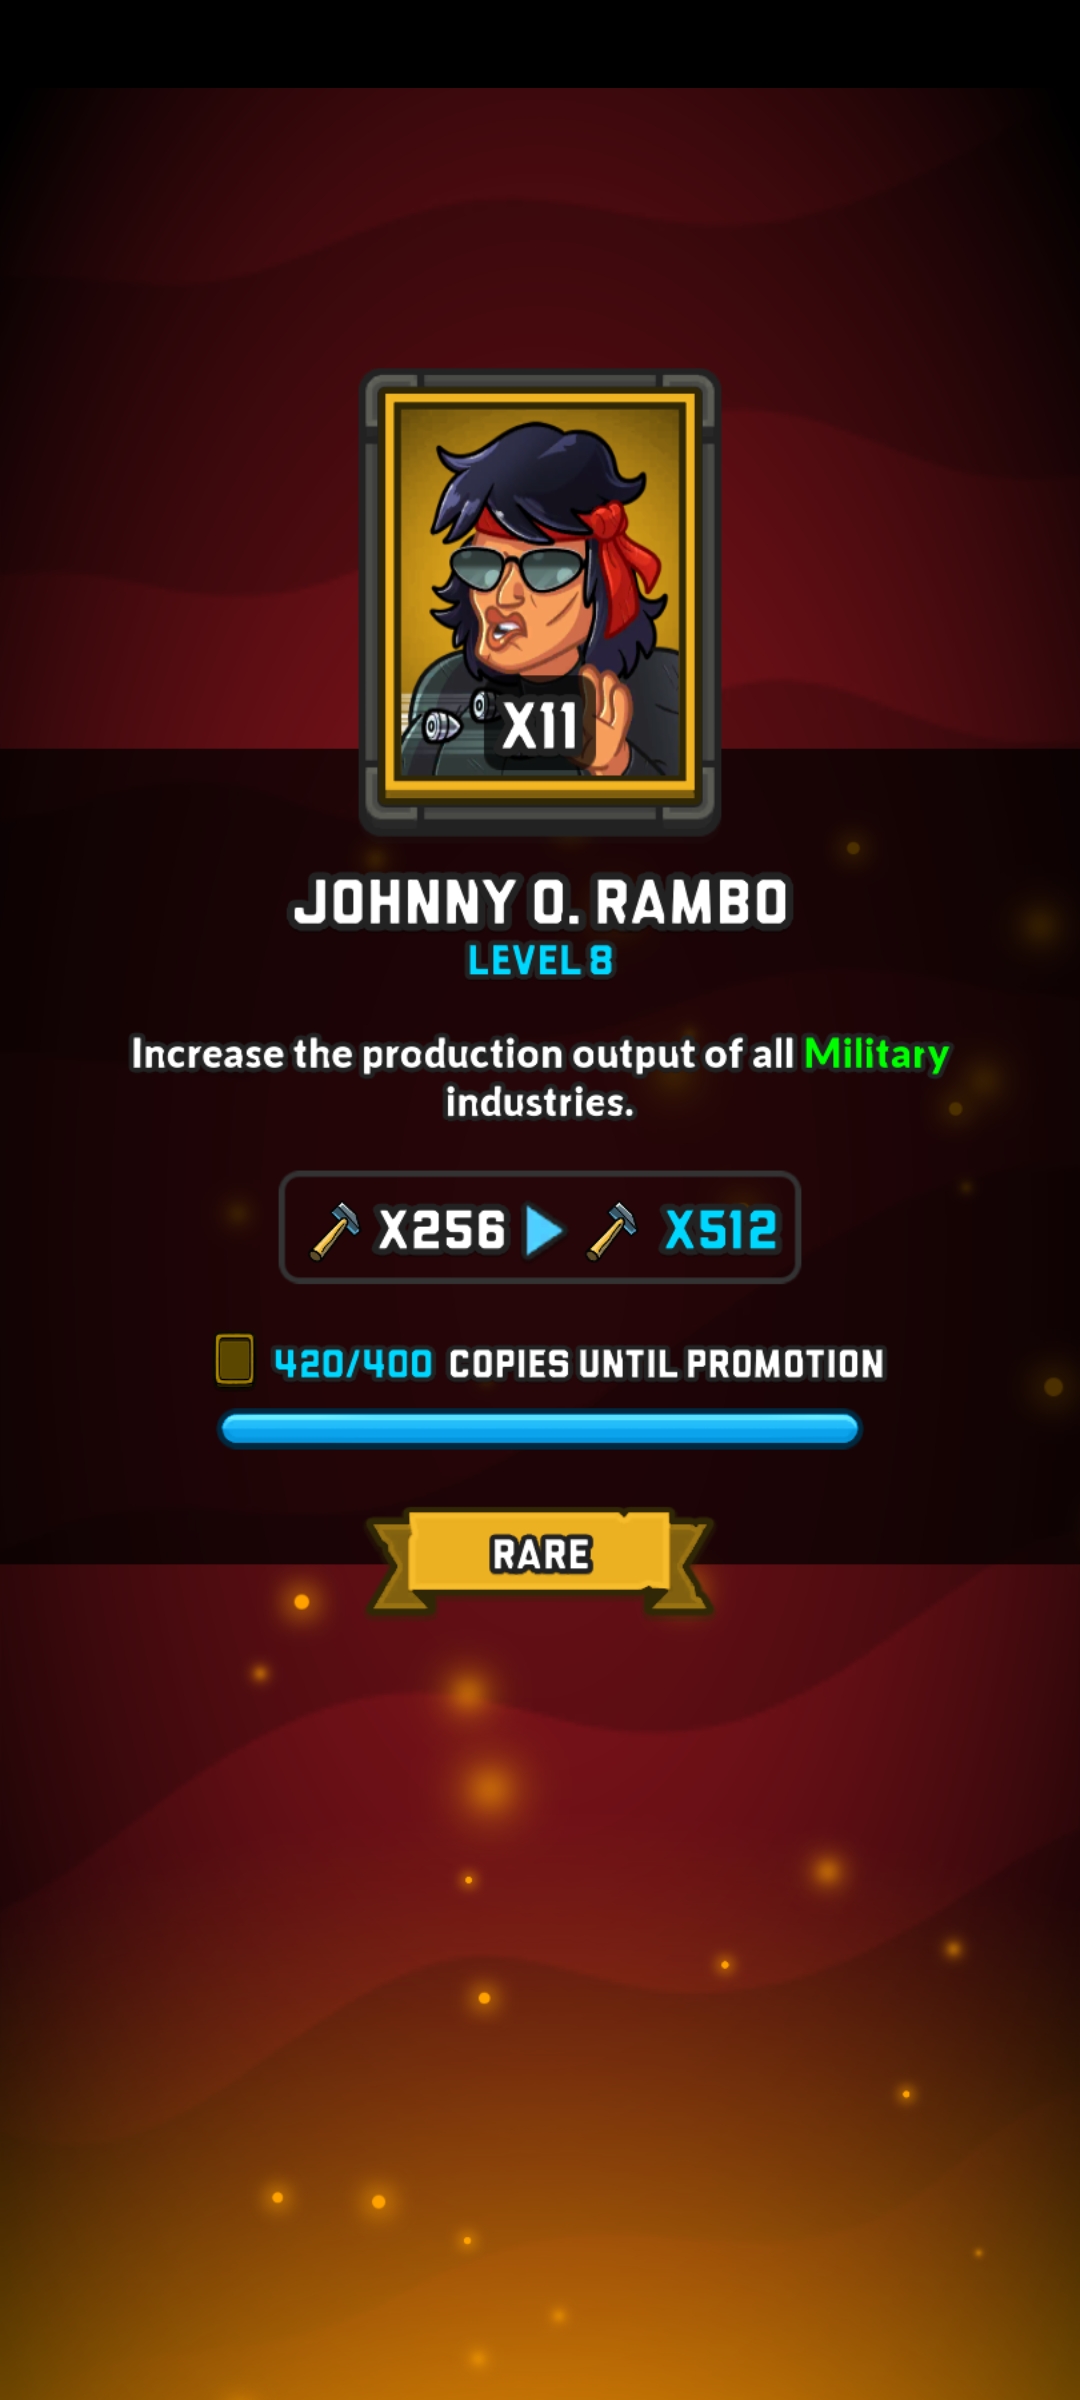 X11
JOHNNY O. RAMBO
LEVEL 8
Increase the production output of all Military
industries.
X256 X512
420/400 COPIES UNTIL PROMOTION
RARE